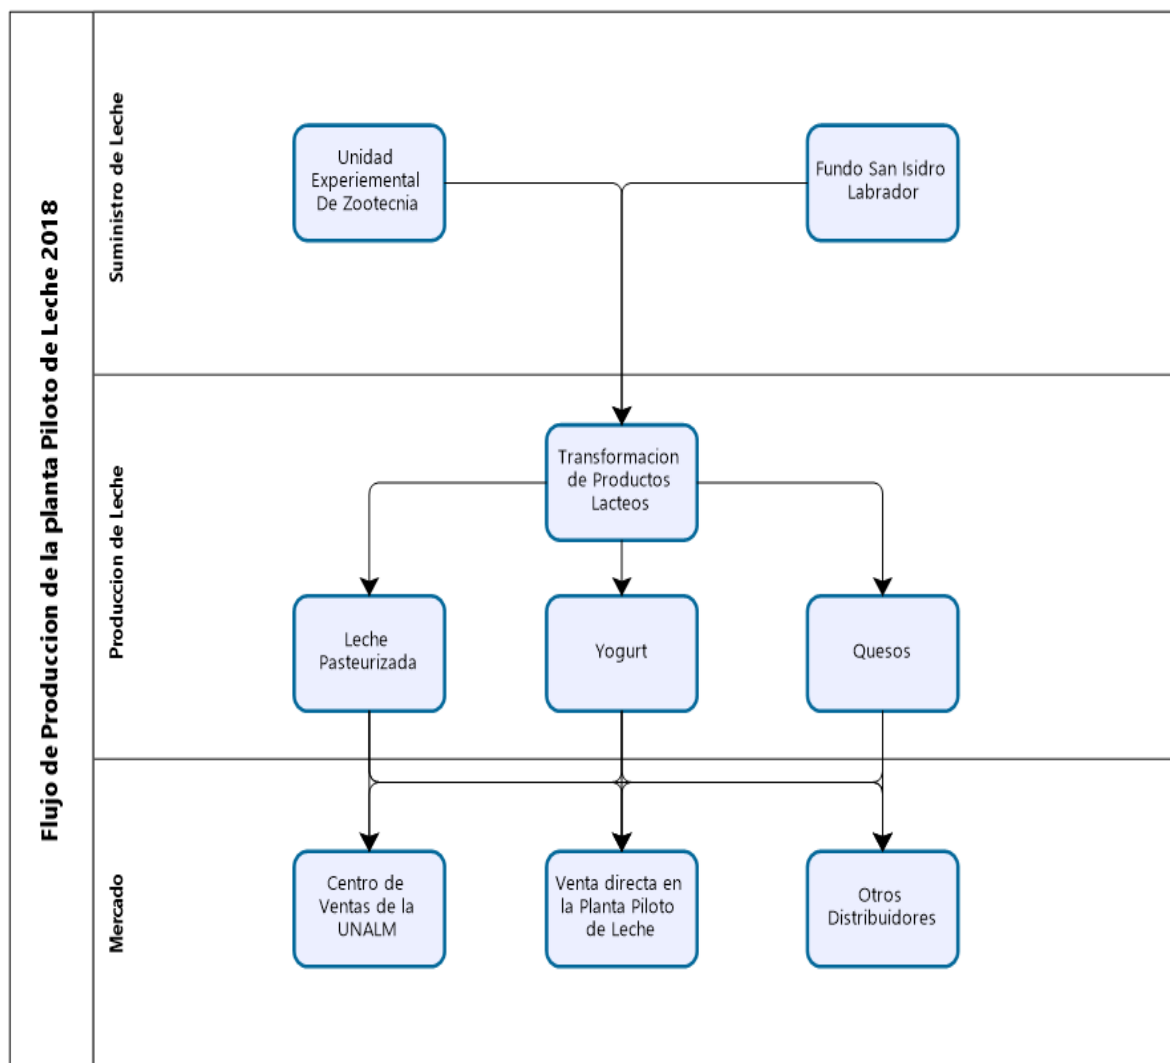 Flujo de Produccion de la planta Piloto de Leche 2018
Suministro de Leche
Unidad
Experiemental
De Zootecnia
Fundo San Isidro
Labrador
Produccion de Leche
Transformacion
de Productos
Lacteos
Leche
Pasteurizada
Yogurt
Quesos
Mercado
Centro de
Ventas de la
UNALM
Venta directa en
la Planta Piloto
de Leche
Otros
Distribuidores